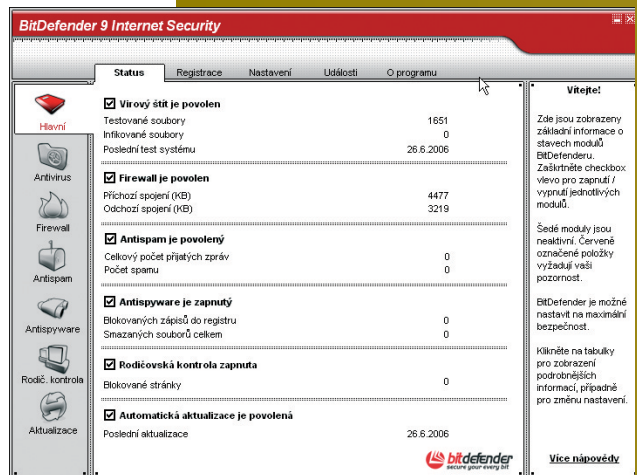 BitDefender 9 Internet Security
Status Registrace Nastavení Události O programu
Hlavní
Antivirus
Firewall
Antispam
Antispyware
Rodič. kontrola
Aktualizace
Virový štít je povolen
Testované soubory 1651
Infikované soubory 0
Poslední test systému 26.6.2006
Firewall je povolen
Příchozí spojení (KB) 4477
Odchozí spojení (KB) 3219
Antispam je povolený
Celkový počet přijatých zpráv 0
Počet spamu 0
Antispyware je zapnutý
Blokovaných zápisů do registru 0
Smazaných souborů celkem 0
Rodičovská kontrola zapnuta
Blokované stránky 0
Automatická aktualizace je povolená
Poslední aktualizace 26.6.2006
bitdefender
secure your every bit
Vítejte!
Zde jsou zobrazeny
základní informace o
stavech modulů
BitDefenderu.
Zaškrtněte checkbox
vlevo pro zapnutí /
vypnutí jednotlivých
modulů.
Šedé moduly jsou
neaktivní. Červeně
označené položky
vyžadují vaši
pozornost.
BitDefender je možné
nastavit na maximální
bezpečnost.
Klikněte na tabulky
pro zobrazení
podrobnějších
informací, případně
pro změnu nastavení.
Více nápovědy